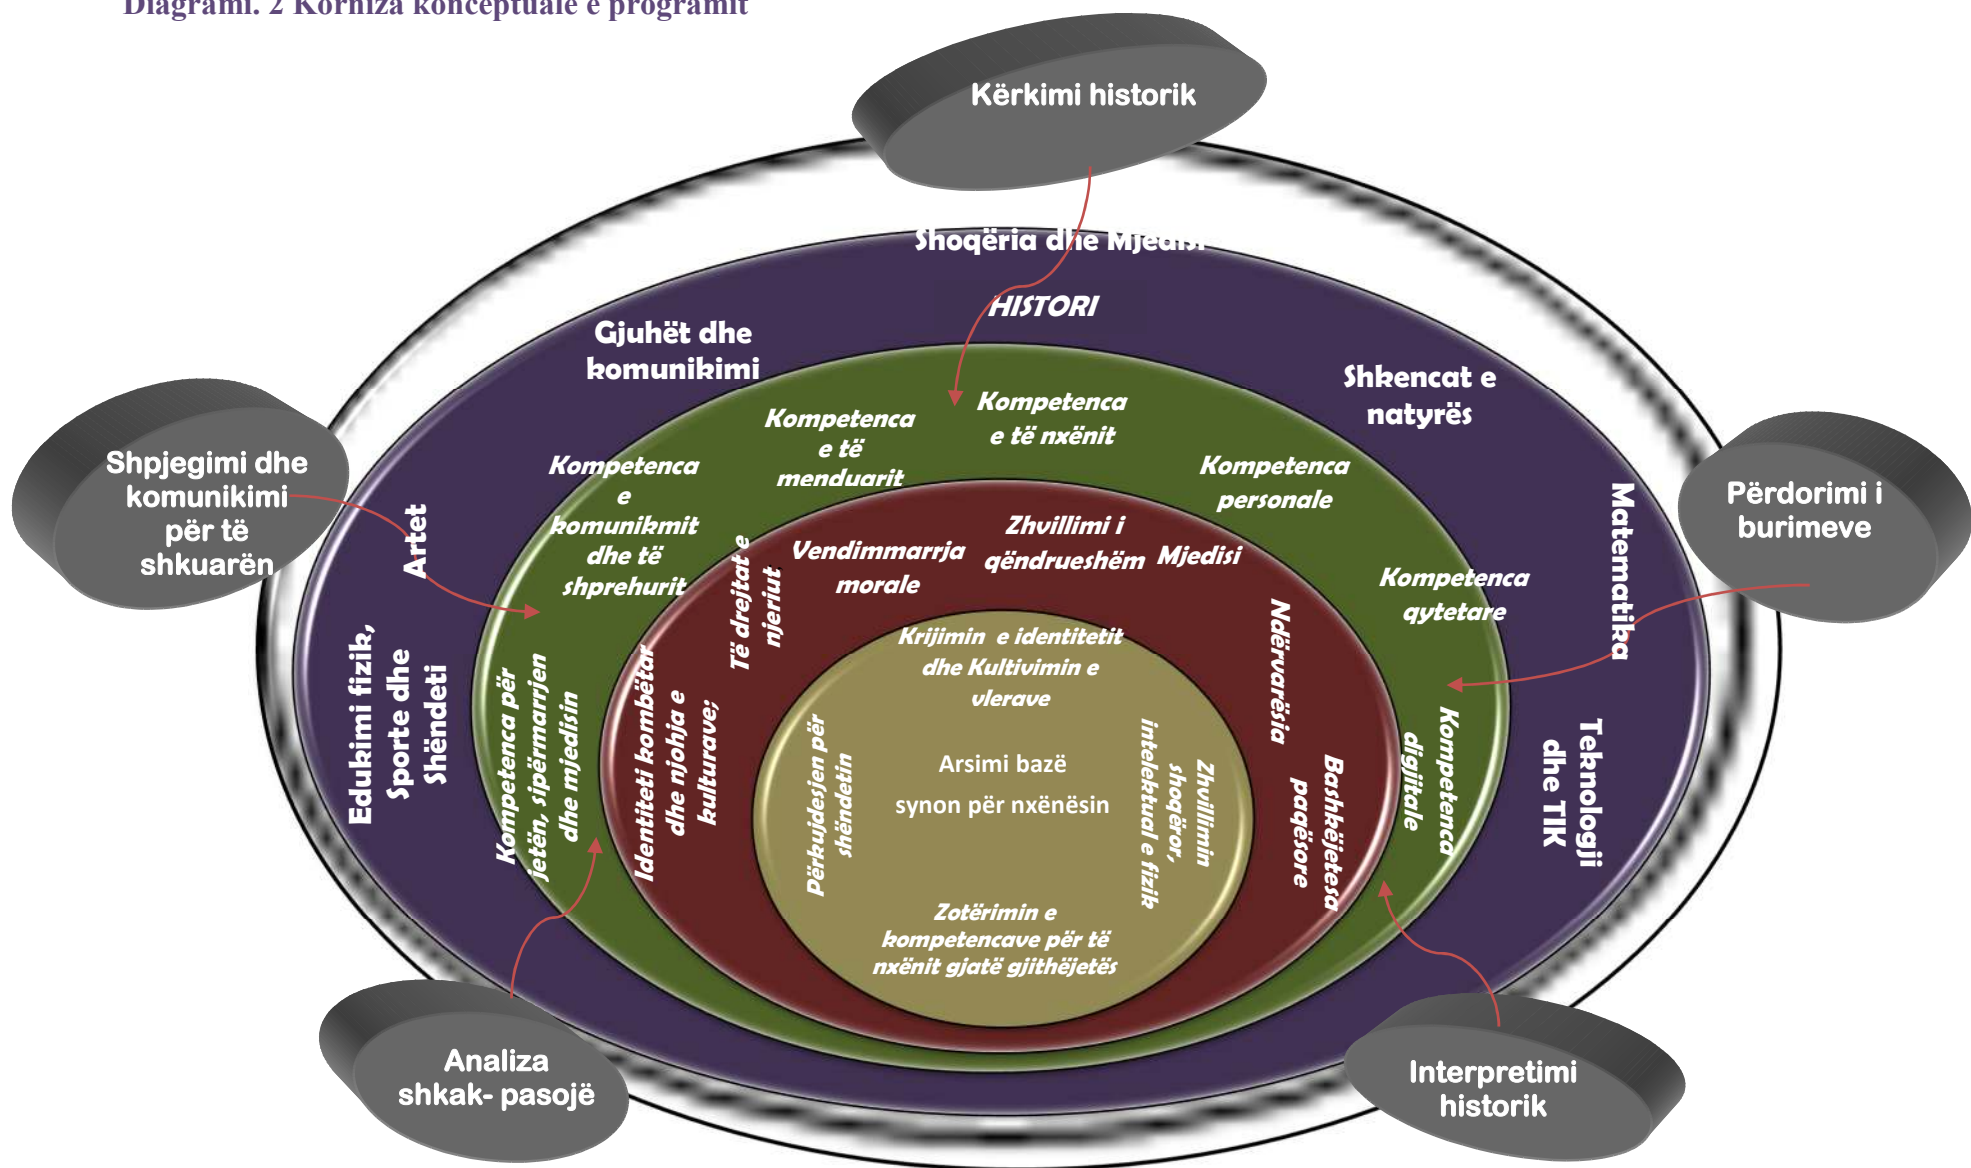 Diagrami. 2 Korniza konceptuale e programit
Kërkimi historik
Shoqëria dhe Mjedisi
HISTORI
Gjuhët dhe
komunikimi
Shkencat e
natyrës
Shpjegimi dhe
komunikimi
për të
shkuarën
Përdorimi i
burimeve
Artet
Matematika
Edukimi fizik,
Sporte dhe
Shëndeti
Teknologji
dhe TIK
Kompetenca
e të nxënit
Kompetenca
e të
menduarit
Kompetenca
e
komunikmit
dhe të
shprehurit
Kompetenca
personale
Kompetenca
qytetare
Kompetenca
digjitale
Kompetenca për
jetën, sipërmarrjen
dhe mjedisin
Zhvillimi i
qëndrueshëm
Mjedisi
Vendimmarrja
morale
Të drejtat e
njeriut
Identiteti kombëtar
dhe njohja e
kulturave;
Ndërvarësia
Bashkëjetesa
paqësore
Krijimin e identitetit
dhe Kultivimin e
vlerave
Përkujdesjen për
shëndetin
Arsimi bazë
synon për nxënësin
Zhvillimin
shoqëror,
intelektual e fizik
Zotërimin e
kompetencave për të
nxënit gjatë gjithëjetës
Analiza
shkak- pasojë
Interpretimi
historik